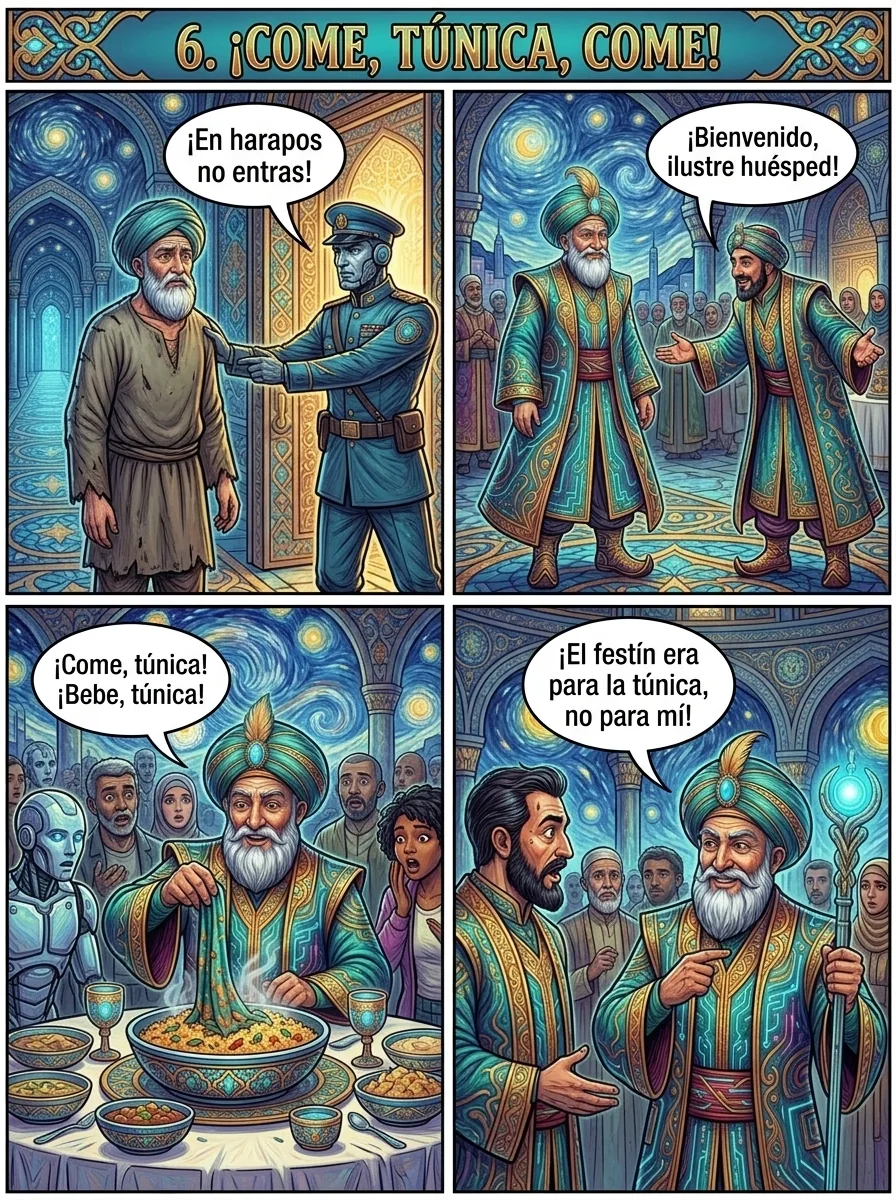 6. ¡COME, TÚNICA, COME!
¡En harapos
no entras!
¡Bienvenido,
ilustre huésped!
¡Come, túnica!
¡Bebe, túnica!
¡El festín era
para la túnica,
no para mí!